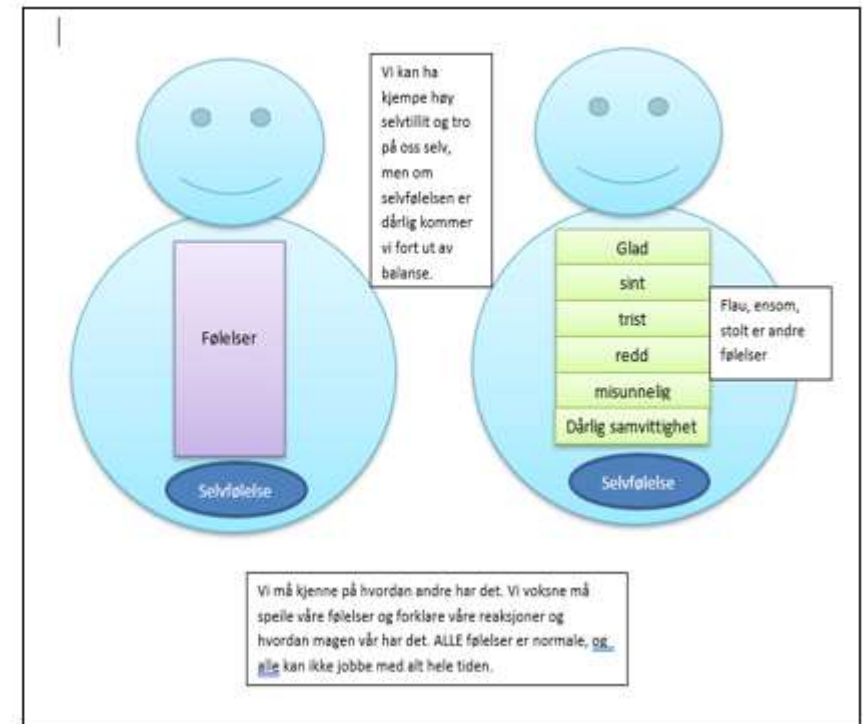 Vi kan ha
kjempe høy
selvtillit og tro
på oss selv,
men om
selvfølelsen er
dårlig kommer
vi fort ut av
balanse.
Følelser
Selvfølelse
Glad
sint
trist
redd
misunnelig
Dårlig samvittighet
Flau, ensom,
stolt er andre
følelser
Selvfølelse
Vi må kjenne på hvordan andre har det. Vi voksne må
speile våre følelser og forklare våre reaksjoner og
hvordan magen vår har det. ALLE følelser er normale, og
alle kan ikke jobbe med alt hele tiden.